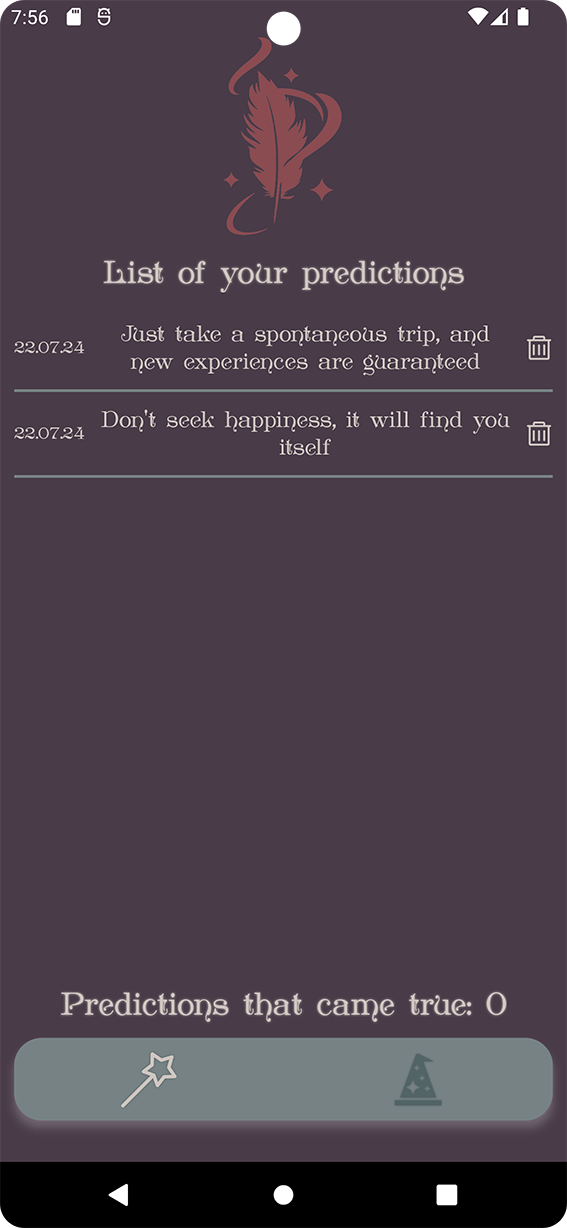 7:56
List of your predictions
22.07.24
Just take a spontaneous trip, and
new experiences are guaranteed
22.07.24
Don't seek happiness, it will find you
itself
Predictions that came true: 0